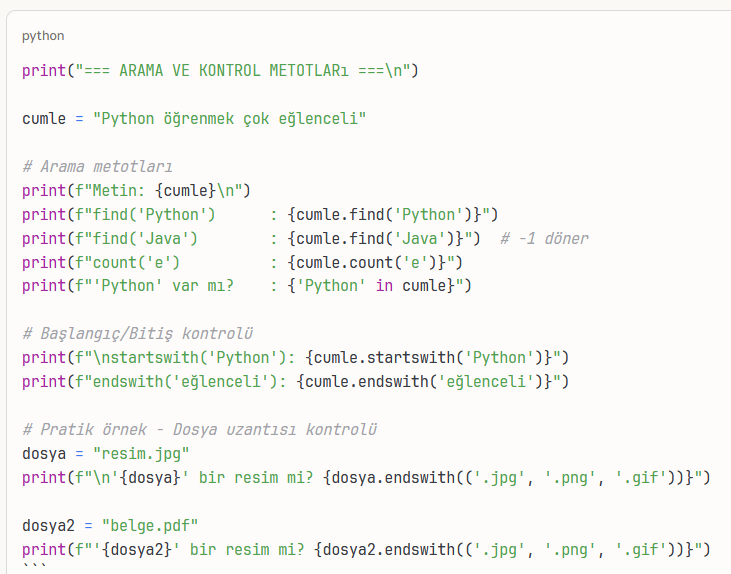 python
print("=== ARAMA VE KONTROL METOTLARı ===\n")
cumle = "Python öğrenmek çok eğlenceli"
# Arama metotları
print(f"Metin: {cumle}\n")
print(f"find('Python')      : {cumle.find('Python')}")
print(f"find('Java')        : {cumle.find('Java')}")  # -1 döner
print(f"count('e')          : {cumle.count('e')}")
print(f"'Python' var mı?    : {'Python' in cumle}")
# Başlangıç/Bitiş kontrolü
print(f"\nstartswith('Python'): {cumle.startswith('Python')}")
print(f"endswith('eğlenceli'): {cumle.endswith('eğlenceli')}")
# Pratik örnek - Dosya uzantısı kontrolü
dosya = "resim.jpg"
print(f"\n'{dosya}' bir resim mi? {dosya.endswith(('.jpg', '.png', '.gif'))}")
dosya2 = "belge.pdf"
print(f"'{dosya2}' bir resim mi? {dosya2.endswith(('.jpg', '.png', '.gif'))}")
```